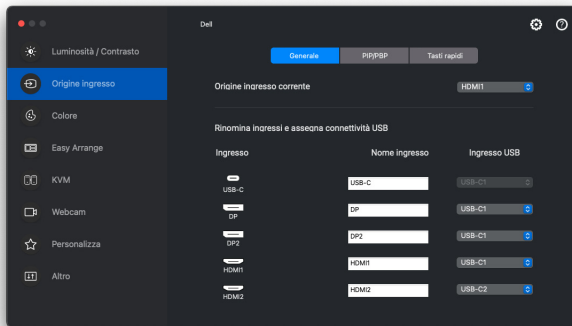 Dell
Luminosità / Contrasto
Origine ingresso
Colore
Easy Arrange
KVM
Webcam
Personalizza
Altro
Generale PIP/PBP Tasti rapidi
Origine ingresso corrente HDMI1
Rinomina ingressi e assegna connettività USB
Ingresso Nome ingresso Ingresso USB
USB-C USB-C USB-C1
DP DP USB-C1
DP2 DP2 USB-C1
HDMI1 HDMI1 USB-C1
HDMI2 HDMI2 USB-C2